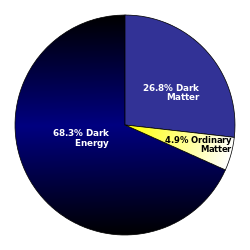 26.8% Dark
Matter
4.9% Ordinary
Matter
68.3% Dark
Energy